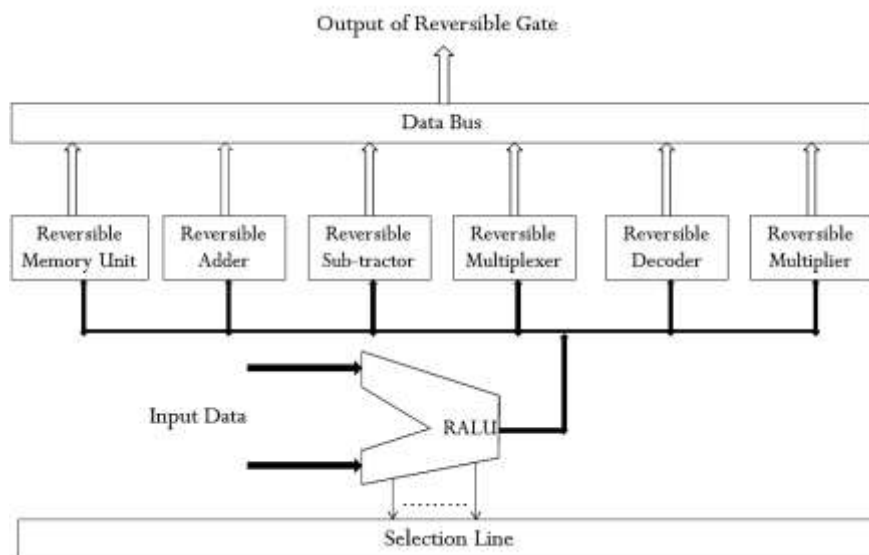 Output of Reversible Gate
Data Bus
Reversible
Memory Unit
Reversible
Adder
Reversible
Sub-tractor
Reversible
Multiplexer
Reversible
Decoder
Reversible
Multiplier
Input Data
RALU
Selection Line